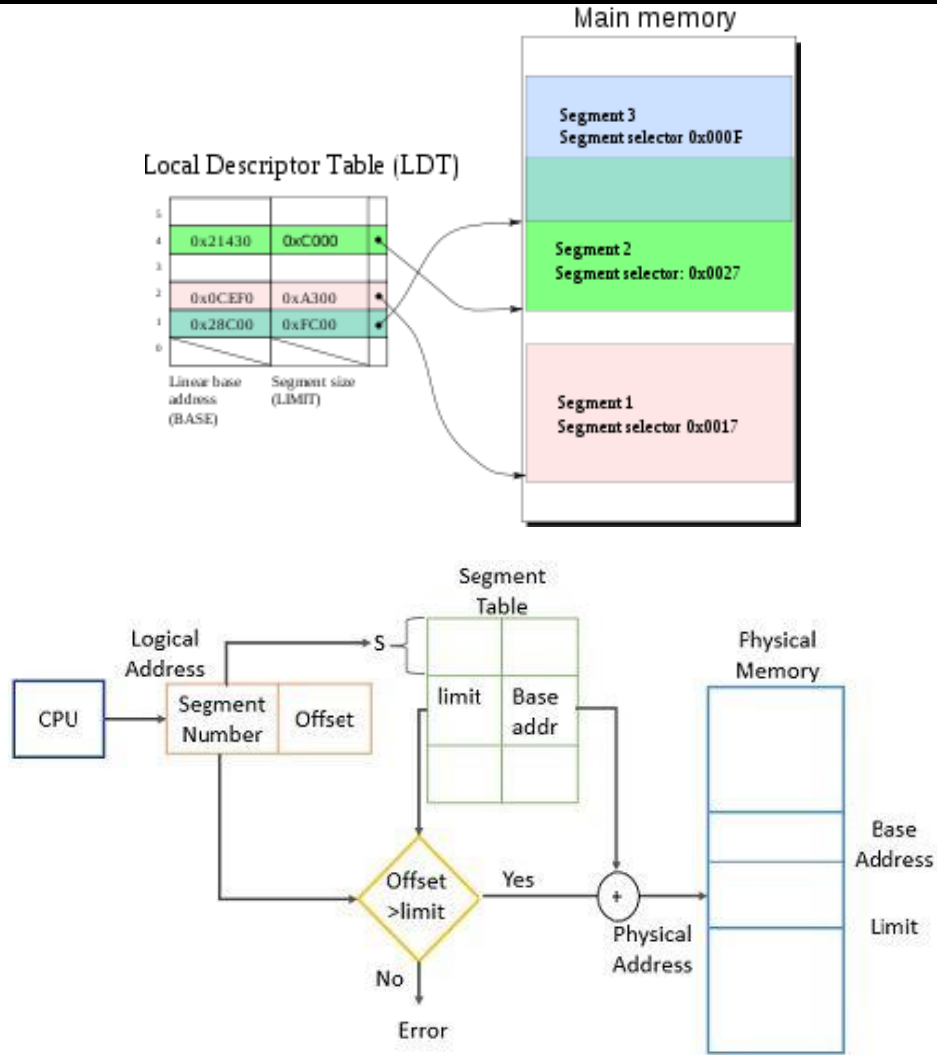 Main memory
Segment 3
Segment selector 0x000F
Local Descriptor Table (LDT)
5
4 0x21430 0xC000
3
2 0x0CEF0 0xA300
1 0x28C00 0xFC00
0
Linear base
address
(BASE)
Segment size
(LIMIT)
Segment 2
Segment selector: 0x0027
Segment 1
Segment selector 0x0017
Segment
Table
Logical
Address
S
Physical
Memory
CPU
Segment
Number
Offset
limit
Base
addr
Base
Address
Offset
>limit
Yes
+
Physical
Address
Limit
No
Error